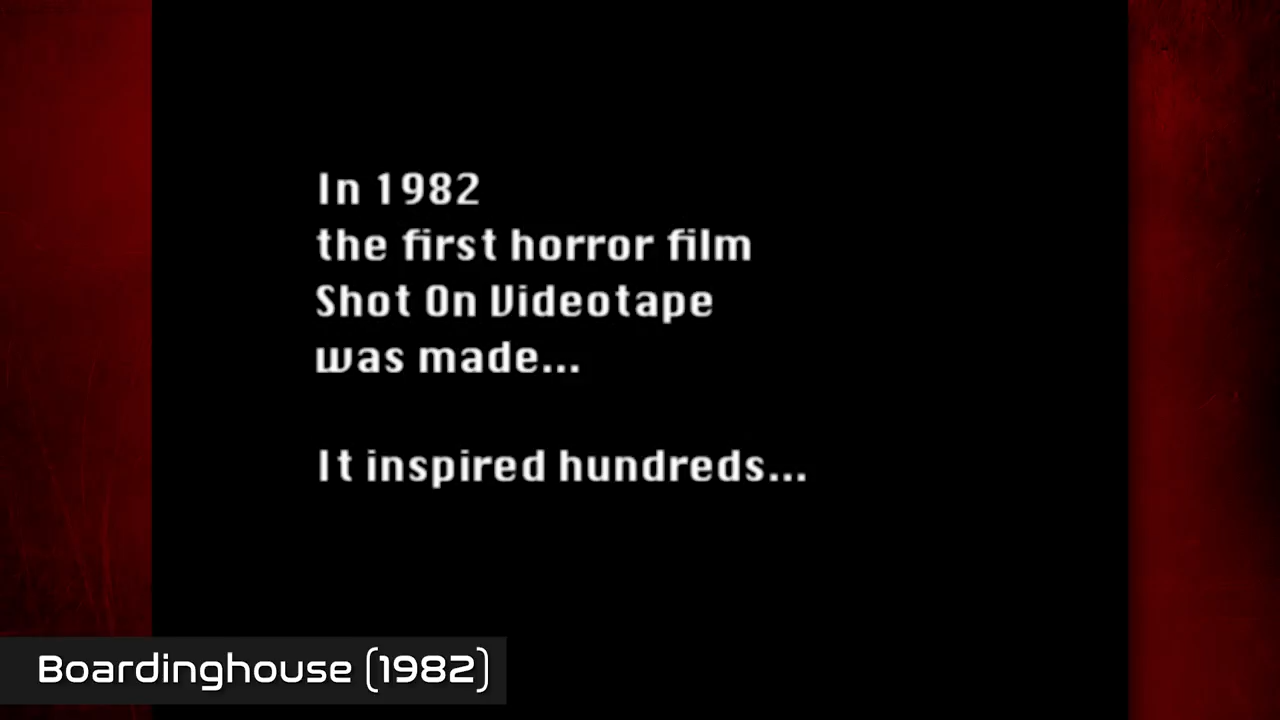 In 1982
the first horror film
Shot On Videotape
was made...
It inspired hundreds...
Boardinghouse (1982)